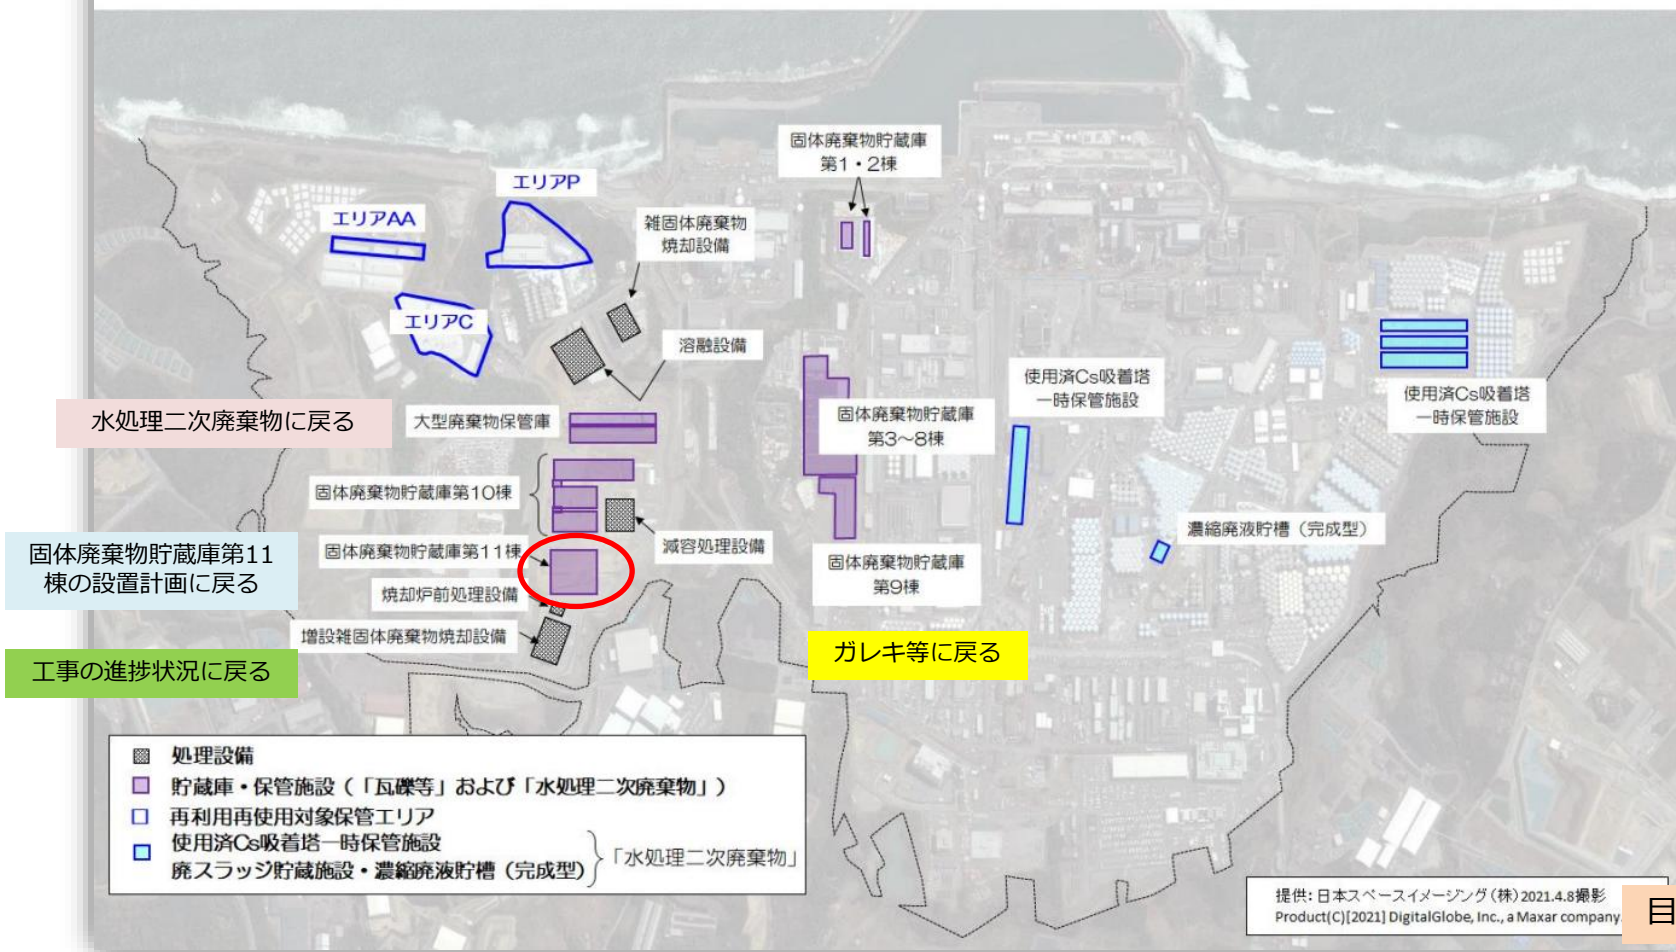 固体廃棄物貯蔵庫
第1・2棟
エリアP
エリアAA
雑固体廃棄物
焼却設備
エリアC
溶融設備
使用済Cs吸着塔
一時保管施設
使用済Cs吸着塔
一時保管施設
水処理二次廃棄物に戻る
大型廃棄物保管庫
固体廃棄物貯蔵庫
第3～8棟
固体廃棄物貯蔵庫第10棟
濃縮廃液貯槽（完成型）
固体廃棄物貯蔵庫第11
棟の設置計画に戻る
固体廃棄物貯蔵庫第11棟
減容処理設備
固体廃棄物貯蔵庫
第9棟
焼却炉前処理設備
増設雑固体廃棄物焼却設備
工事の進捗状況に戻る
ガレキ等に戻る
処理設備
貯蔵庫・保管施設（「瓦礫等」および「水処理二次廃棄物」）
再利用再使用対象保管エリア
使用済Cs吸着塔一時保管施設
廃スラッジ貯蔵施設・濃縮廃液貯槽（完成型）
「水処理二次廃棄物」
提供：日本スペースイメージング（株）2021.4.8撮影
Product(C)[2021] DigitalGlobe, Inc., a Maxar company.
目